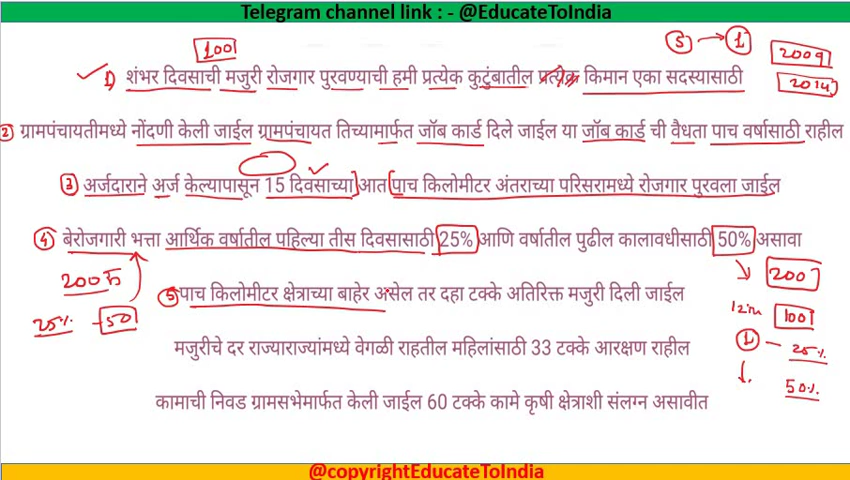 Telegram channel link : - @EducateToIndia
100
5 → 1
2009
1) शंभर दिवसाची मजुरी रोजगार पुरवण्याची हमी प्रत्येक कुटुंबातील प्रत्येक किमान एका सदस्यासाठी
2014
2) ग्रामपंचायतीमध्ये नोंदणी केली जाईल ग्रामपंचायत तिच्यामार्फत जॉब कार्ड दिले जाईल या जॉब कार्ड ची वैधता पाच वर्षासाठी राहील
3 अर्जदाराने अर्ज केल्यापासून 15 दिवसाच्या आत पाच किलोमीटर अंतराच्या परिसरामध्ये रोजगार पुरवला जाईल
4 बेरोजगारी भत्ता आर्थिक वर्षातील पहिल्या तीस दिवसासाठी 25% आणि वर्षातील पुढील कालावधीसाठी 50% असावा
200
200
5 पाच किलोमीटर क्षेत्राच्या बाहेर असेल तर दहा टक्के अतिरिक्त मजुरी दिली जाईल
25% - 50
100
मजुरीचे दर राज्याराज्यांमध्ये वेगळी राहतील महिलांसाठी 33 टक्के आरक्षण राहील
1 - 25%
50%
कामाची निवड ग्रामसभेमार्फत केली जाईल 60 टक्के कामे कृषी क्षेत्राशी संलग्न असावीत
@copyrightEducateToIndia